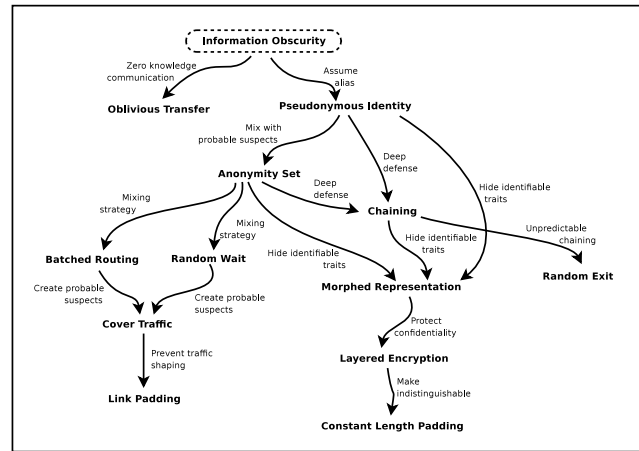 Information Obscurity
Zero knowledge
communication
Assume
alias
Oblivious Transfer
Pseudonymous Identity
Mix with
probable suspects
Deep
defense
Anonymity Set
Hide identifiable
traits
Mixing
strategy
Mixing
strategy
Deep
defense
Chaining
Hide identifiable
traits
Hide identifiable
traits
Unpredictable
chaining
Batched Routing
Random Wait
Random Exit
Morphed Representation
Create probable
suspects
Create probable
suspects
Cover Traffic
Protect
confidentiality
Prevent traffic
shaping
Layered Encryption
Link Padding
Make
indistinguishable
Constant Length Padding